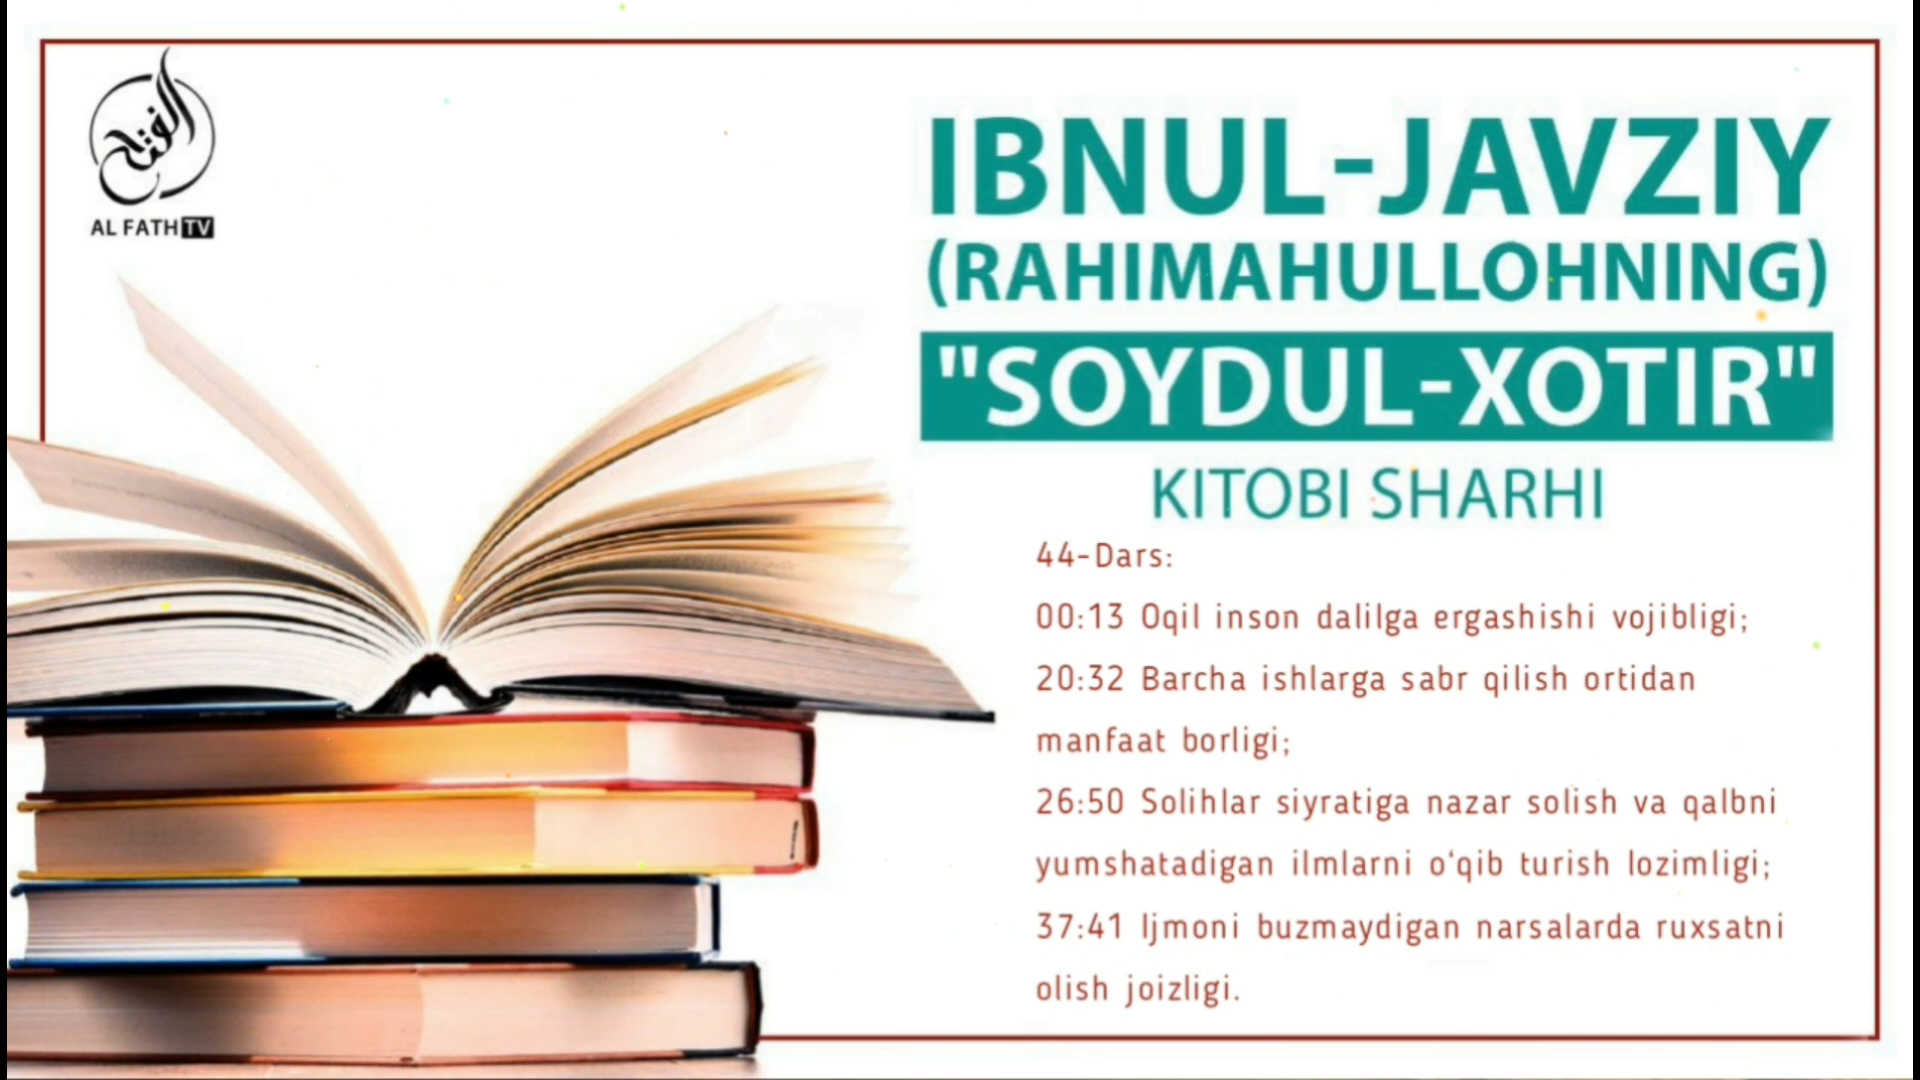 الفتح
AL FATH TV
IBNUL-JAVZIY
(RAHIMAHULLOHNING)
"SOYDUL-XOTIR"
KITOBI SHARHI
44-Dars:
00:13 Oqil inson dalilga ergashishi vojibligi;
20:32 Barcha ishlarga sabr qilish ortidan
manfaat borligi;
26:50 Solihlar siyratiga nazar solish va qalbni
yumshatadigan ilmlarni o‘qib turish lozimligi;
37:41 Ijmoni buzmaydigan narsalarda ruxsatni
olish joizligi.